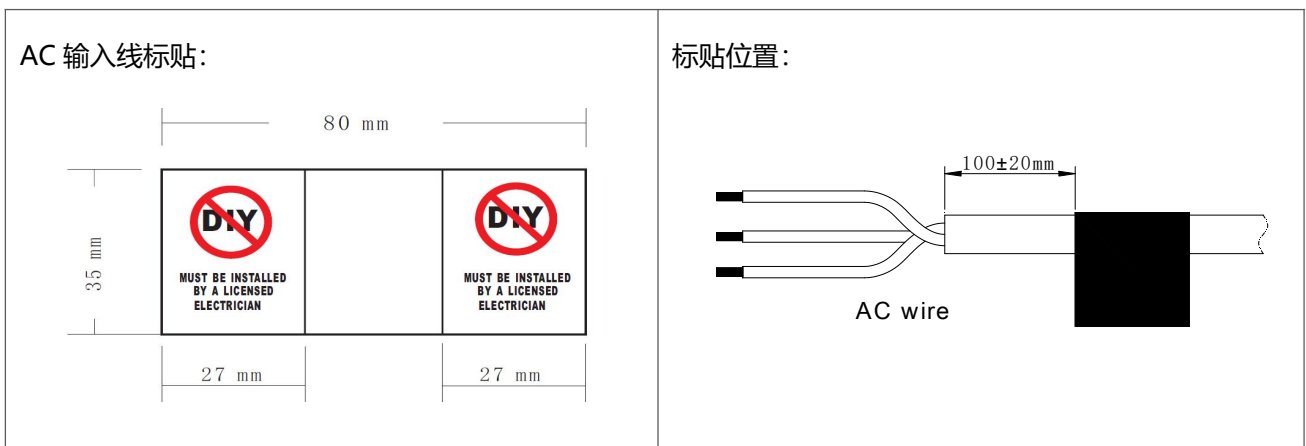 AC 输入线标贴：
80 mm
35 mm
DIY
MUST BE INSTALLED
BY A LICENSED
ELECTRICIAN
DIY
MUST BE INSTALLED
BY A LICENSED
ELECTRICIAN
27 mm
27 mm
标贴位置：
100±20mm
AC wire